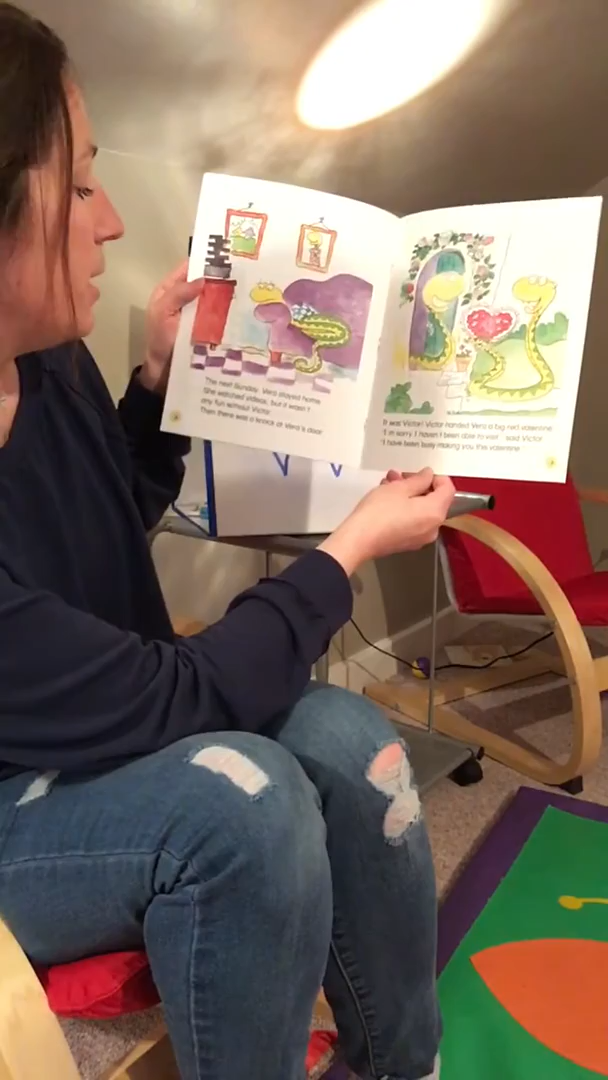 The next Sunday, Vera stayed home.
She watched videos, but it wasn't
any fun without Victor.
Then there was a knock at Vera's door.
It was Victor! Victor handed Vera a big red valentine.
"I'm sorry I haven't been able to visit," said Victor.
"I have been busy making you this valentine."
V V